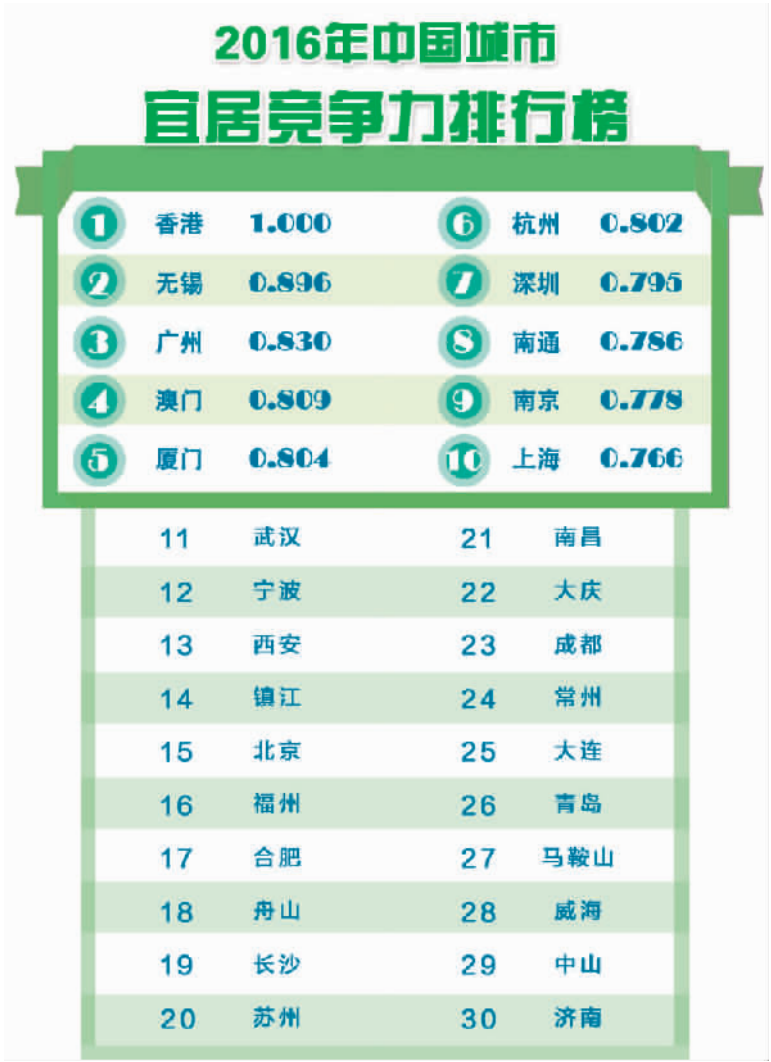 2016年中国城市
宜居竞争力排行榜
1 香港 1.000 6 杭州 0.802
2 无锡 0.896 7 深圳 0.795
3 广州 0.830 8 南通 0.786
4 澳门 0.809 9 南京 0.778
5 厦门 0.804 10 上海 0.766
11 武汉 21 南昌
12 宁波 22 大庆
13 西安 23 成都
14 镇江 24 常州
15 北京 25 大连
16 福州 26 青岛
17 合肥 27 马鞍山
18 舟山 28 威海
19 长沙 29 中山
20 苏州 30 济南